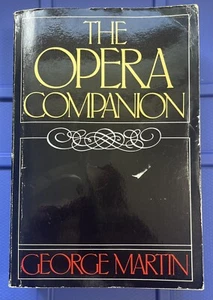 THE
OPERA
COMPANION
GEORGE MARTIN